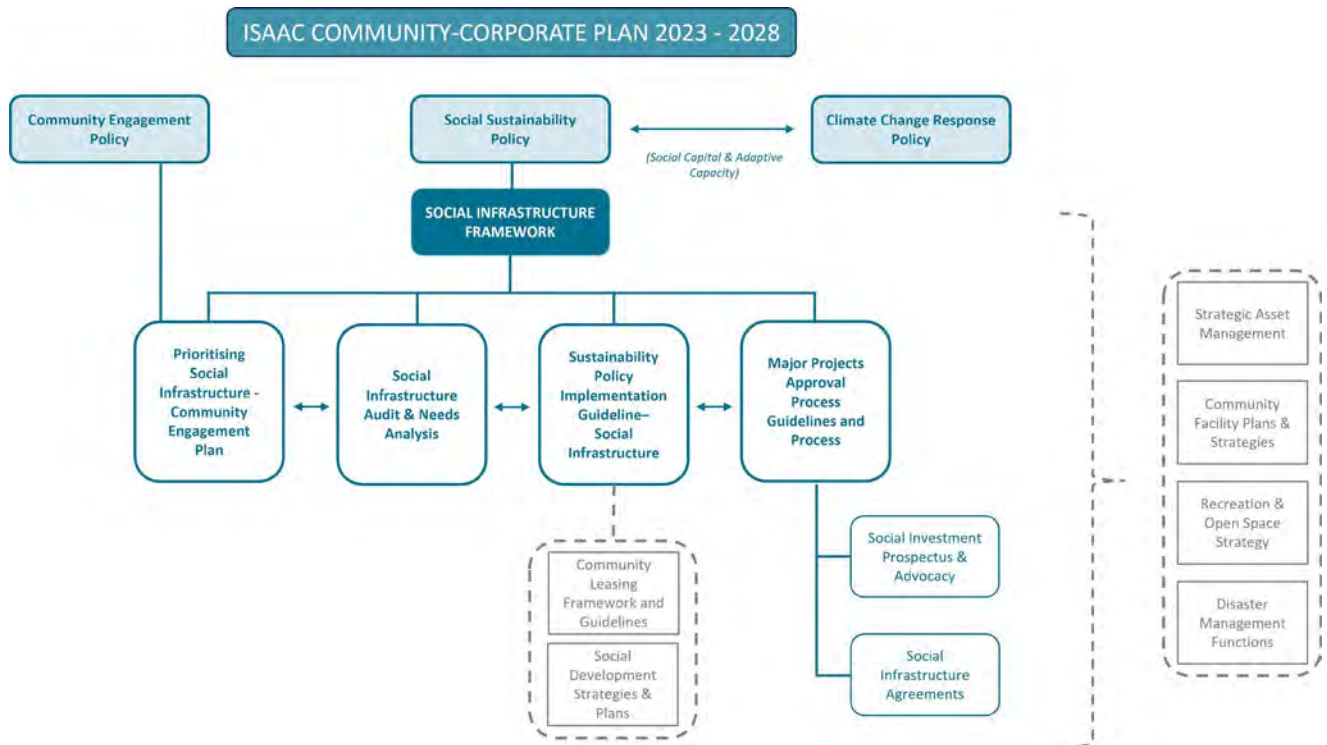 ISAAC COMMUNITY-CORPORATE PLAN 2023 - 2028
Community Engagement
Policy
Social Sustainability
Policy
Climate Change Response
Policy
(Social Capital & Adaptive
Capacity)
SOCIAL INFRASTRUCTURE
FRAMEWORK
Prioritising
Social
Infrastructure -
Community
Engagement
Plan
Social
Infrastructure
Audit & Needs
Analysis
Sustainability
Policy
Implementation
Guideline–
Social
Infrastructure
Major Projects
Approval
Process
Guidelines and
Process
Community
Leasing
Framework and
Guidelines
Social
Development
Strategies &
Plans
Social Investment
Prospectus &
Advocacy
Social
Infrastructure
Agreements
Strategic Asset
Management
Community
Facility Plans &
Strategies
Recreation &
Open Space
Strategy
Disaster
Management
Functions